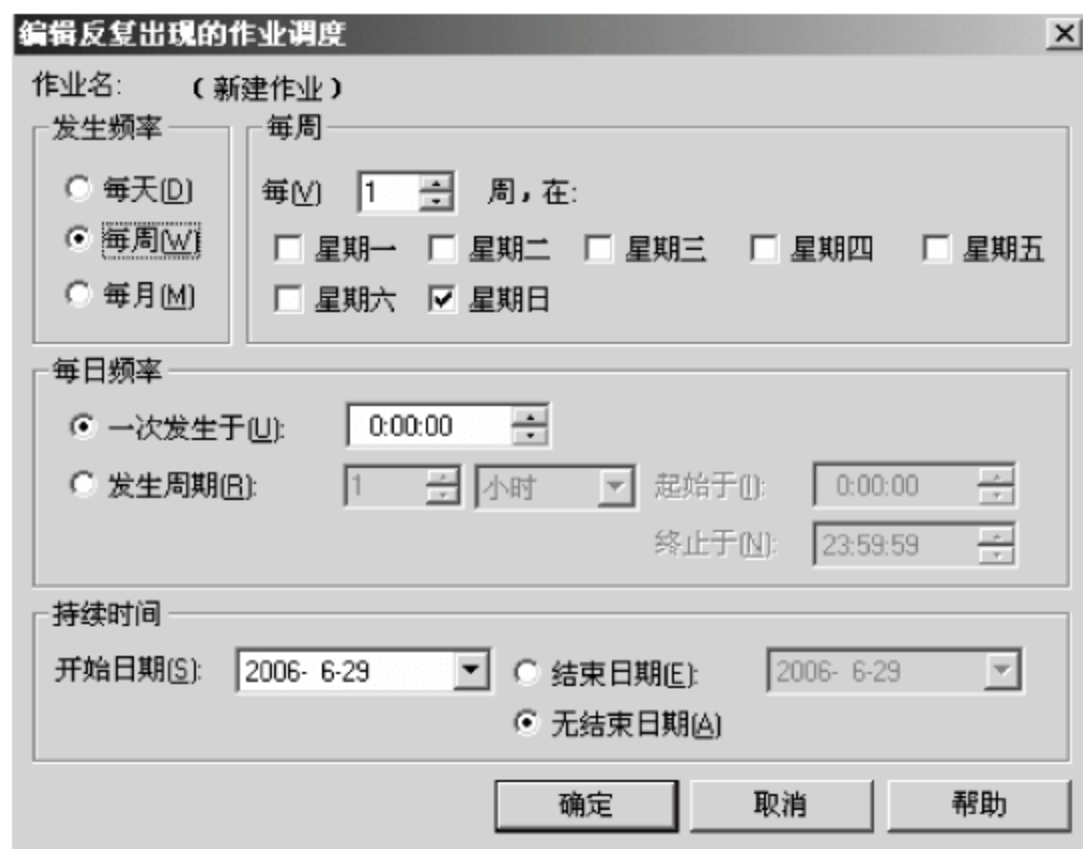 编辑反复出现的作业调度
作业名: （新建作业）
发生频率
每天(D)
每周(W)
每月(M)
每周
每(V) 1 周，在:
星期一 星期二 星期三 星期四 星期五
星期六 星期日
每日频率
一次发生于(U): 0:00:00
发生周期(R): 1 小时 起始于(I): 0:00:00
终止于(N): 23:59:59
持续时间
开始日期(S): 2006- 6-29 结束日期(E): 2006- 6-29
无结束日期(A)
确定 取消 帮助